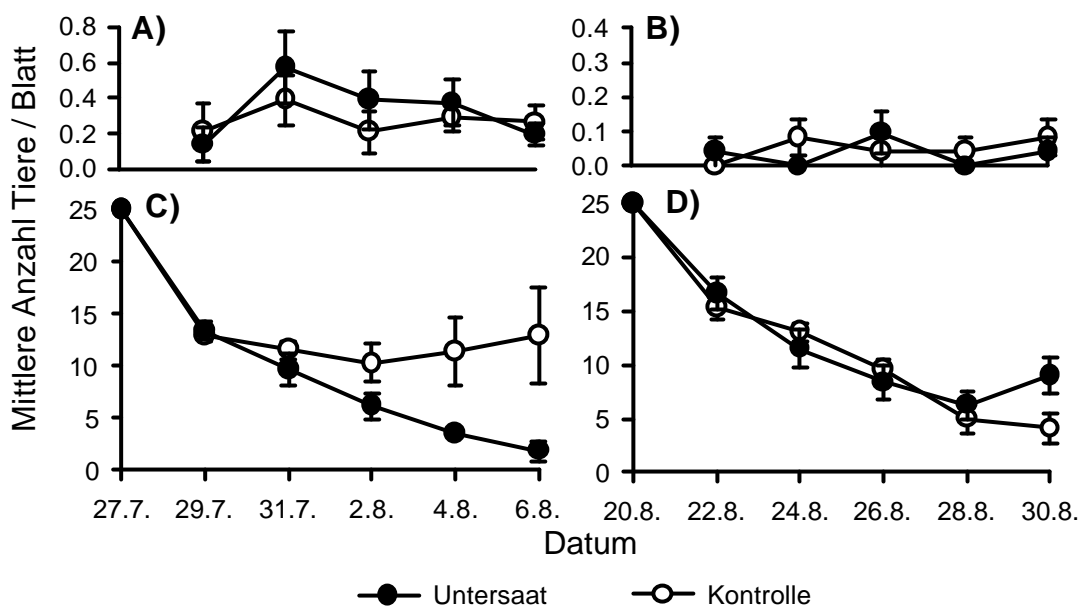 A)
0.8
0.6
0.4
0.2
0.0
B)
0.4
0.3
0.2
0.1
0.0
Mittlere Anzahl Tiere / Blatt
C)
25
20
15
10
5
0
27.7. 29.7. 31.7. 2.8. 4.8. 6.8.
D)
25
20
15
10
5
0
20.8. 22.8. 24.8. 26.8. 28.8. 30.8.
Datum
Untersaat Kontrolle